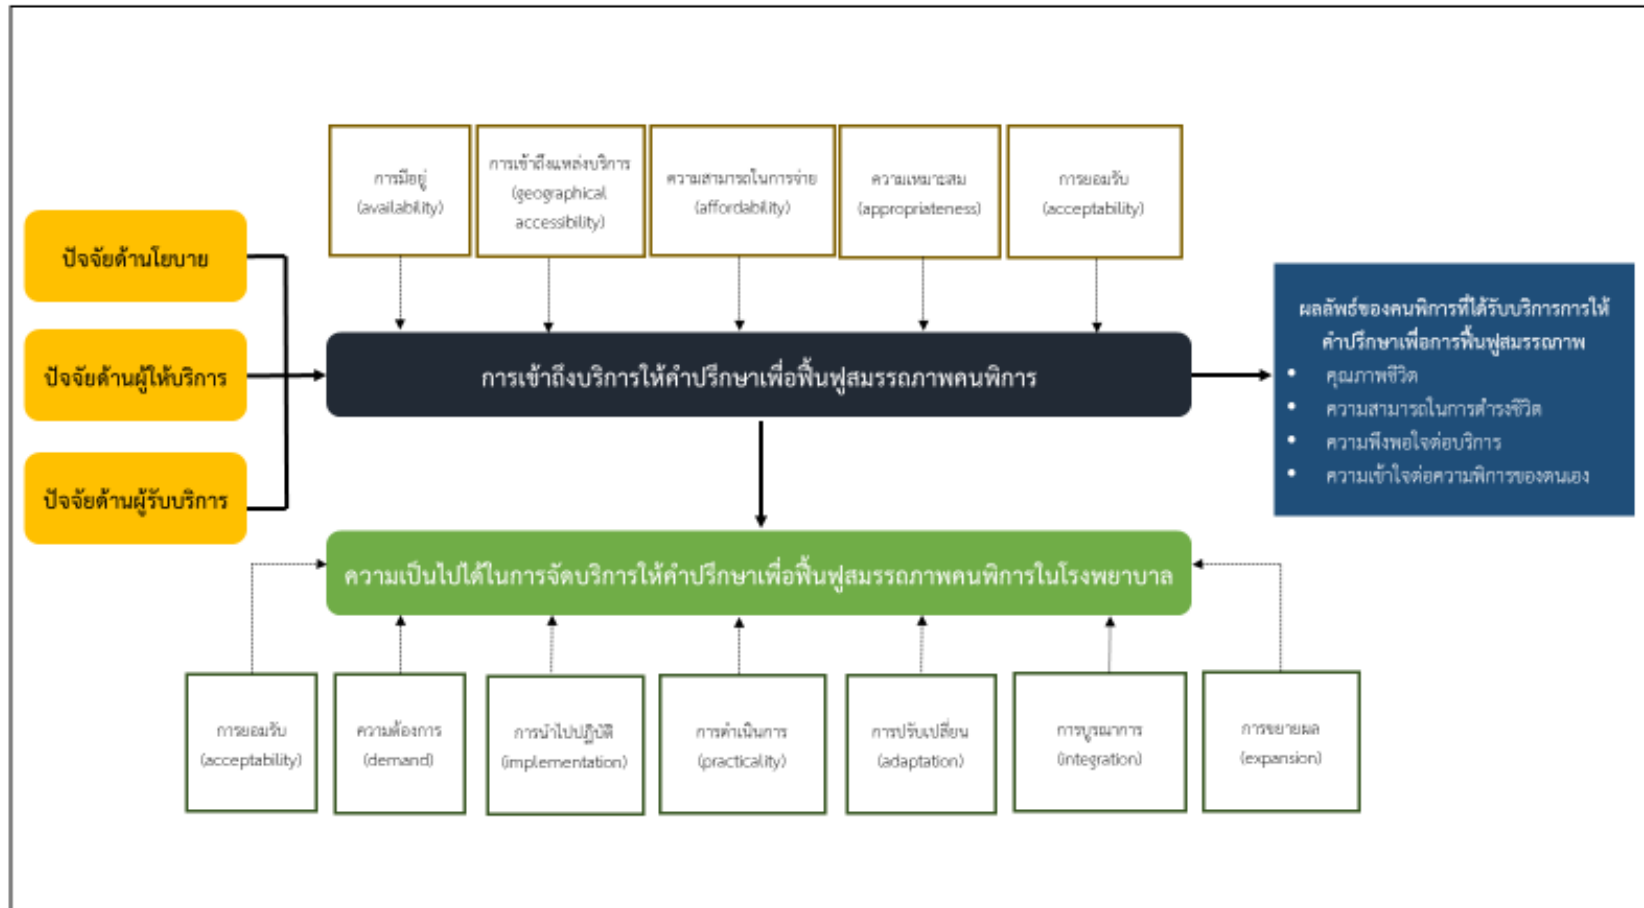 การมีอยู่
(availability)
การเข้าถึงแหล่งบริการ
(geographical
accessibility)
ความสามารถในการจ่าย
(affordability)
ความเหมาะสม
(appropriateness)
การยอมรับ
(acceptability)
ปัจจัยด้านนโยบาย
ปัจจัยด้านผู้ให้บริการ
ปัจจัยด้านผู้รับบริการ
การเข้าถึงบริการให้คำปรึกษาเพื่อฟื้นฟูสมรรถภาพคนพิการ
ผลลัพธ์ของคนพิการที่ได้รับบริการการให้
คำปรึกษาเพื่อการฟื้นฟูสมรรถภาพ
• คุณภาพชีวิต
• ความสามารถในการดำรงชีวิต
• ความพึงพอใจต่อบริการ
• ความเข้าใจต่อความพิการของตนเอง
ความเป็นไปได้ในการจัดบริการให้คำปรึกษาเพื่อฟื้นฟูสมรรถภาพคนพิการในโรงพยาบาล
การยอมรับ
(acceptability)
ความต้องการ
(demand)
การนำไปปฏิบัติ
(implementation)
การดำเนินการ
(practicality)
การปรับเปลี่ยน
(adaptation)
การบูรณาการ
(integration)
การขยายผล
(expansion)